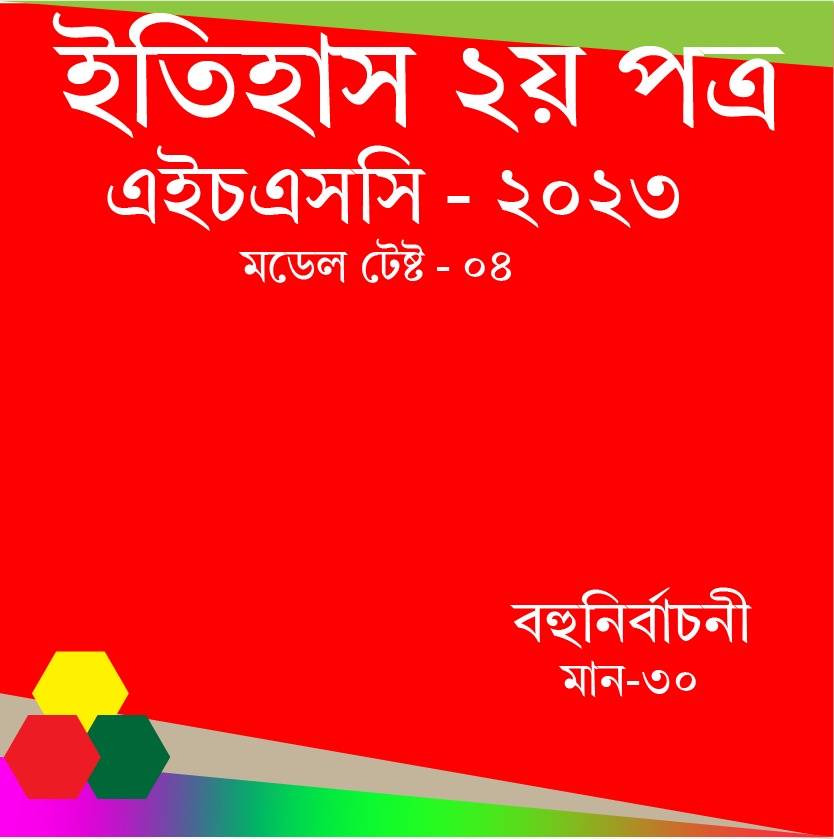 ইতিহাস ২য় পত্র
এইচএসসি - ২০২৩
মডেল টেষ্ট - ০৪
বহুনির্বাচনী
মান-৩০